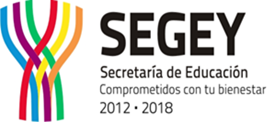 SEGEY
Secretaría de Educación
Comprometidos con tu bienestar
2012 • 2018